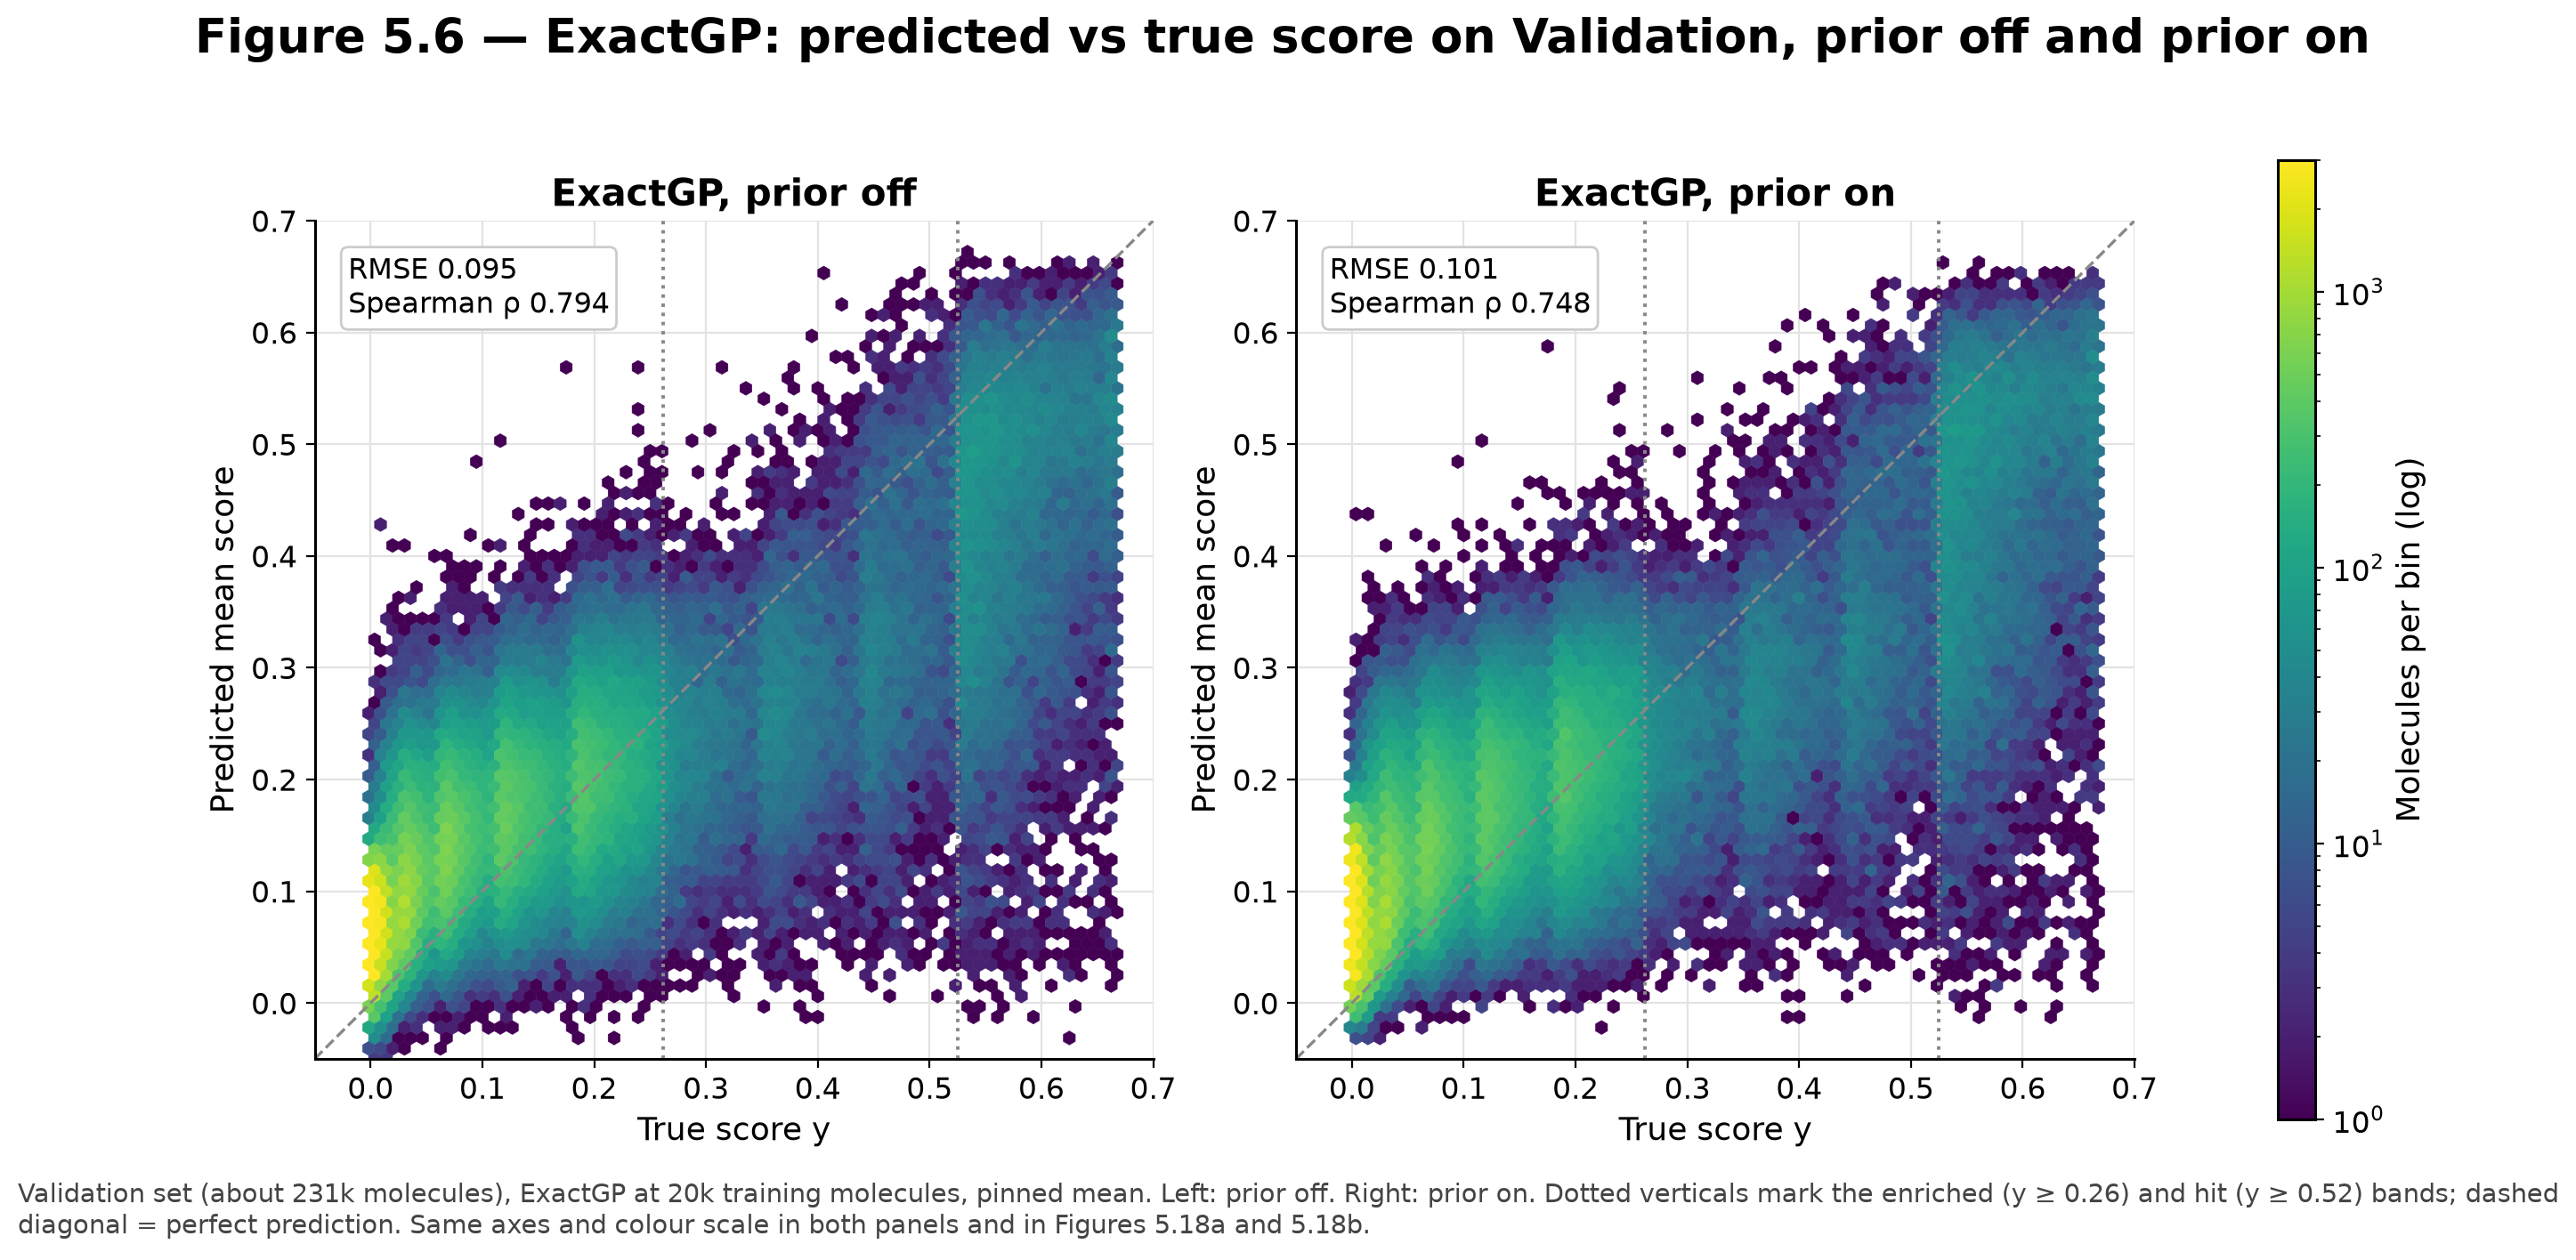 Figure 5.6 — ExactGP: predicted vs true score on Validation, prior off and prior on
ExactGP, prior off
RMSE 0.095
Spearman ρ 0.794
Predicted mean score
0.7
0.6
0.5
0.4
0.3
0.2
0.1
0.0
0.0 0.1 0.2 0.3 0.4 0.5 0.6 0.7
True score y
ExactGP, prior on
RMSE 0.101
Spearman ρ 0.748
Predicted mean score
0.7
0.6
0.5
0.4
0.3
0.2
0.1
0.0
0.0 0.1 0.2 0.3 0.4 0.5 0.6 0.7
True score y
10³
10²
10¹
10⁰
Molecules per bin (log)
Validation set (about 231k molecules), ExactGP at 20k training molecules, pinned mean. Left: prior off. Right: prior on. Dotted verticals mark the enriched (y ≥ 0.26) and hit (y ≥ 0.52) bands; dashed
diagonal = perfect prediction. Same axes and colour scale in both panels and in Figures 5.18a and 5.18b.